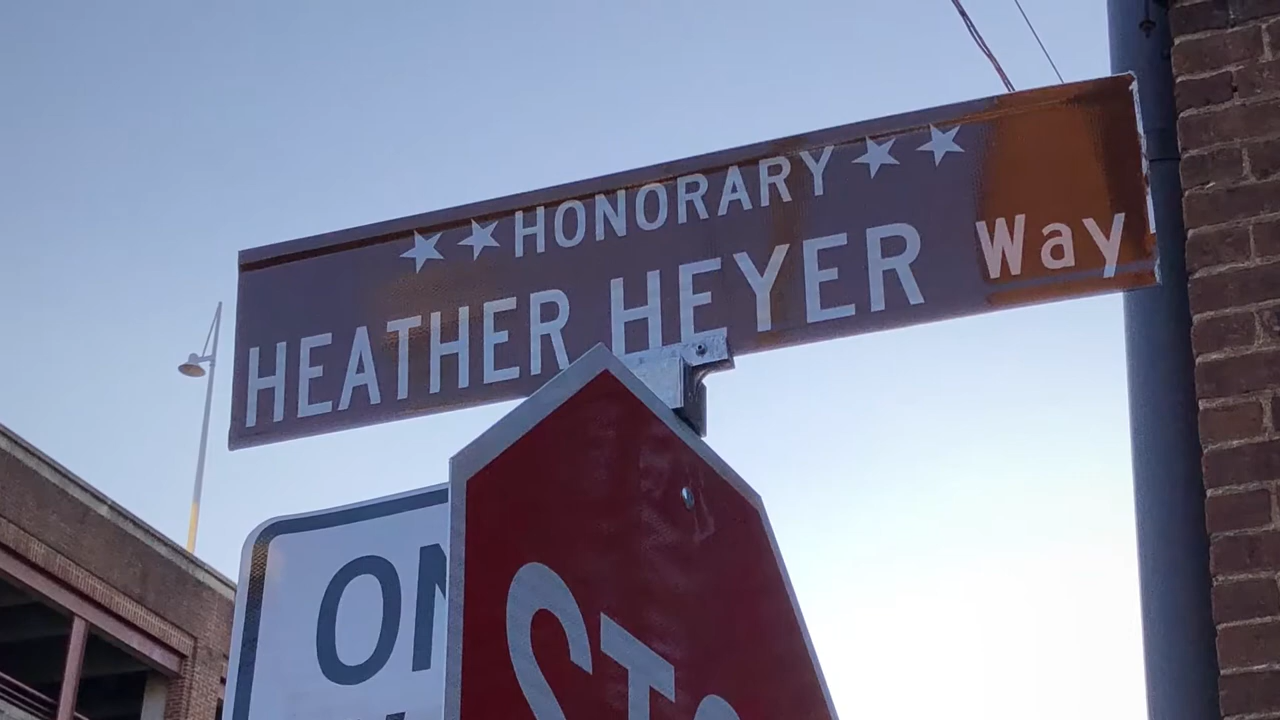 ★★ HONORARY ★★
HEATHER HEYER Way
ON
STO